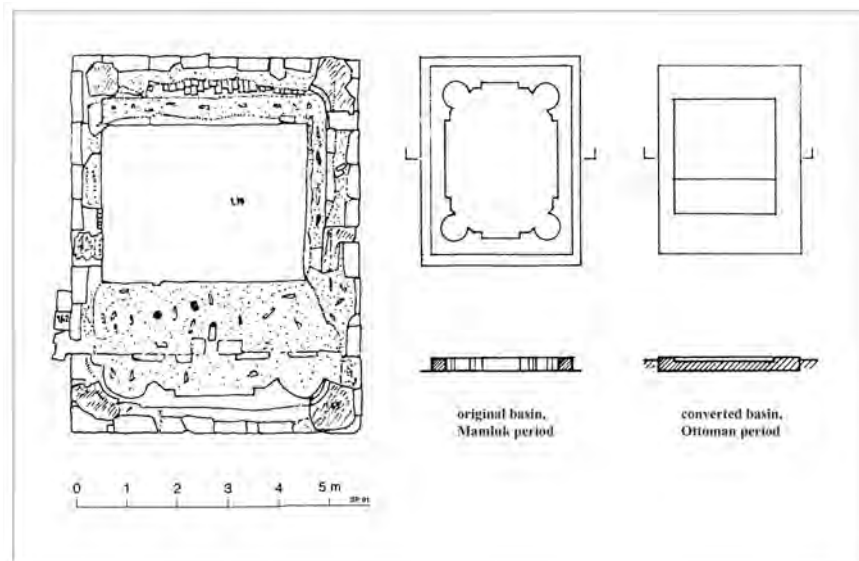 0 1 2 3 4 5 m
original basin,
Mamluk period
converted basin,
Ottoman period